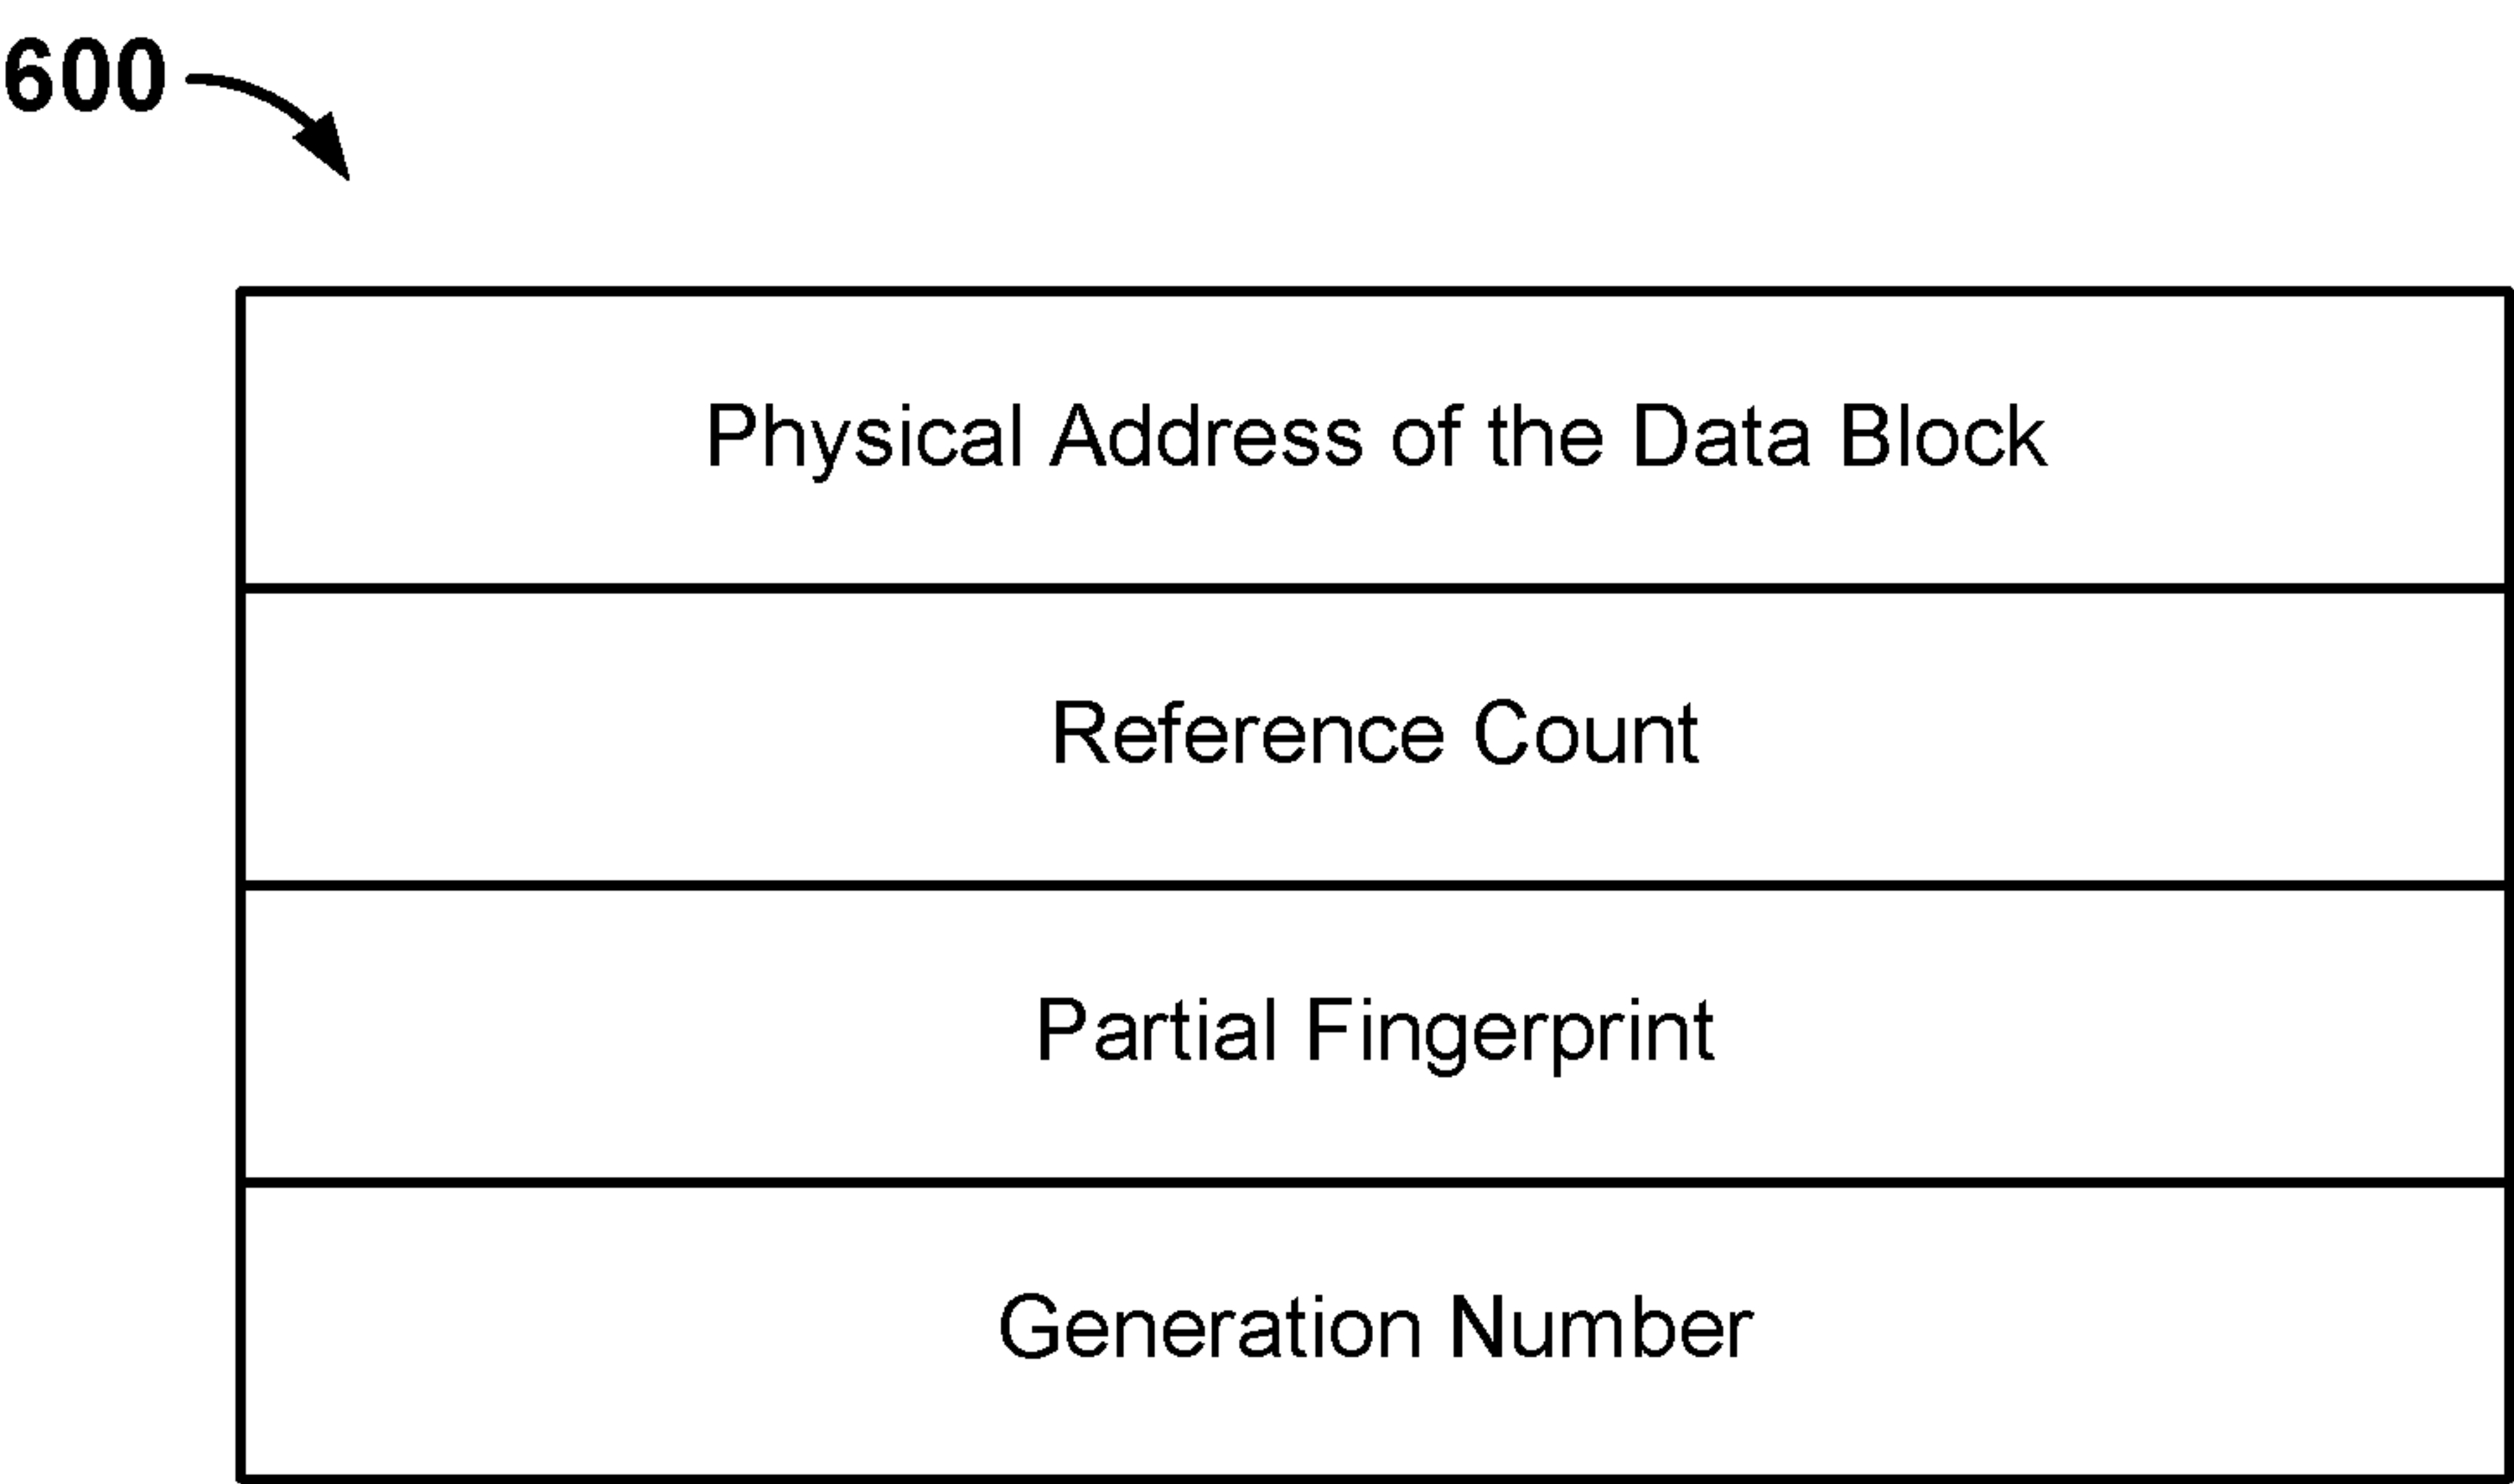 600
Physical Address of the Data Block
Reference Count
Partial Fingerprint
Generation Number